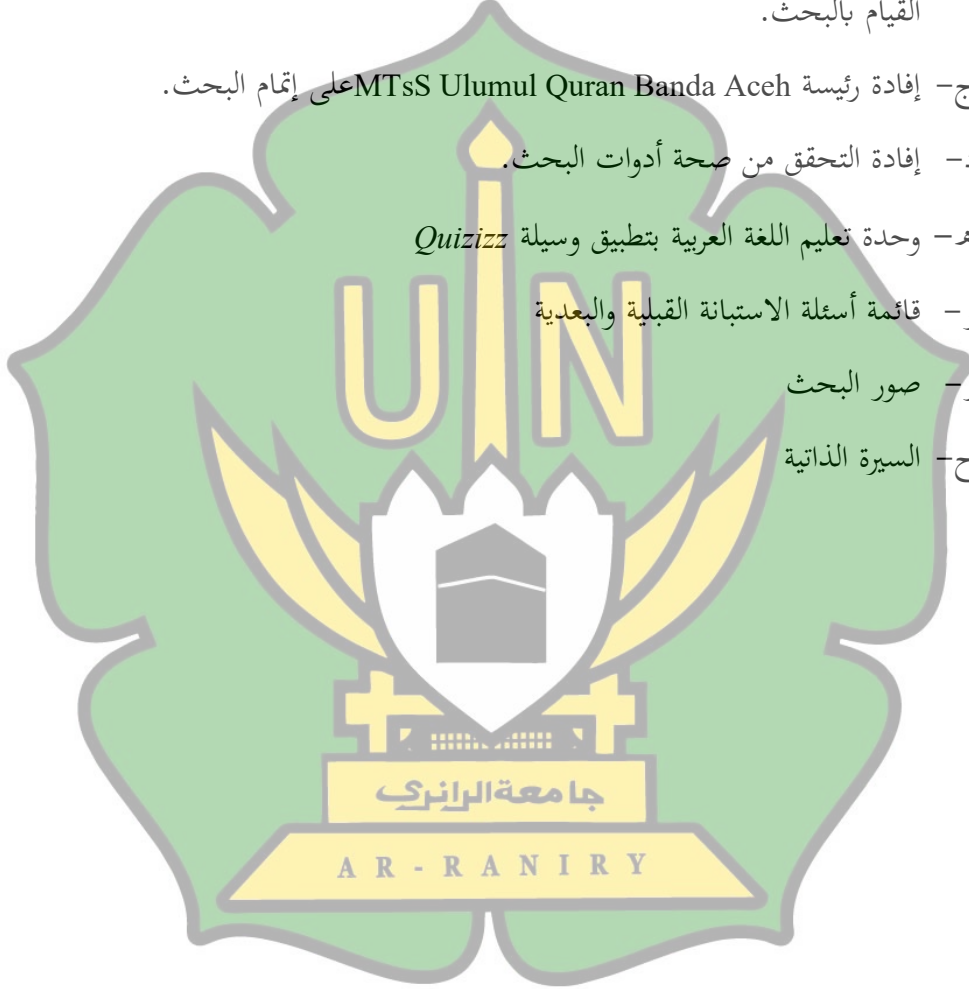 القيام بالبحث.
ج- إفادة رئيسة MTsS Ulumul Quran Banda Aceh على إتمام البحث.
د- إفادة التحقق من صحة أدوات البحث.
هـ- وحدة تعليم اللغة العربية بتطبيق وسيلة Quizizz
و- قائمة أسئلة الاستبانة القبلية والبعدية
ز- صور البحث
ح- السيرة الذاتية
UIN
جامعة الرانري
AR-RANIRY